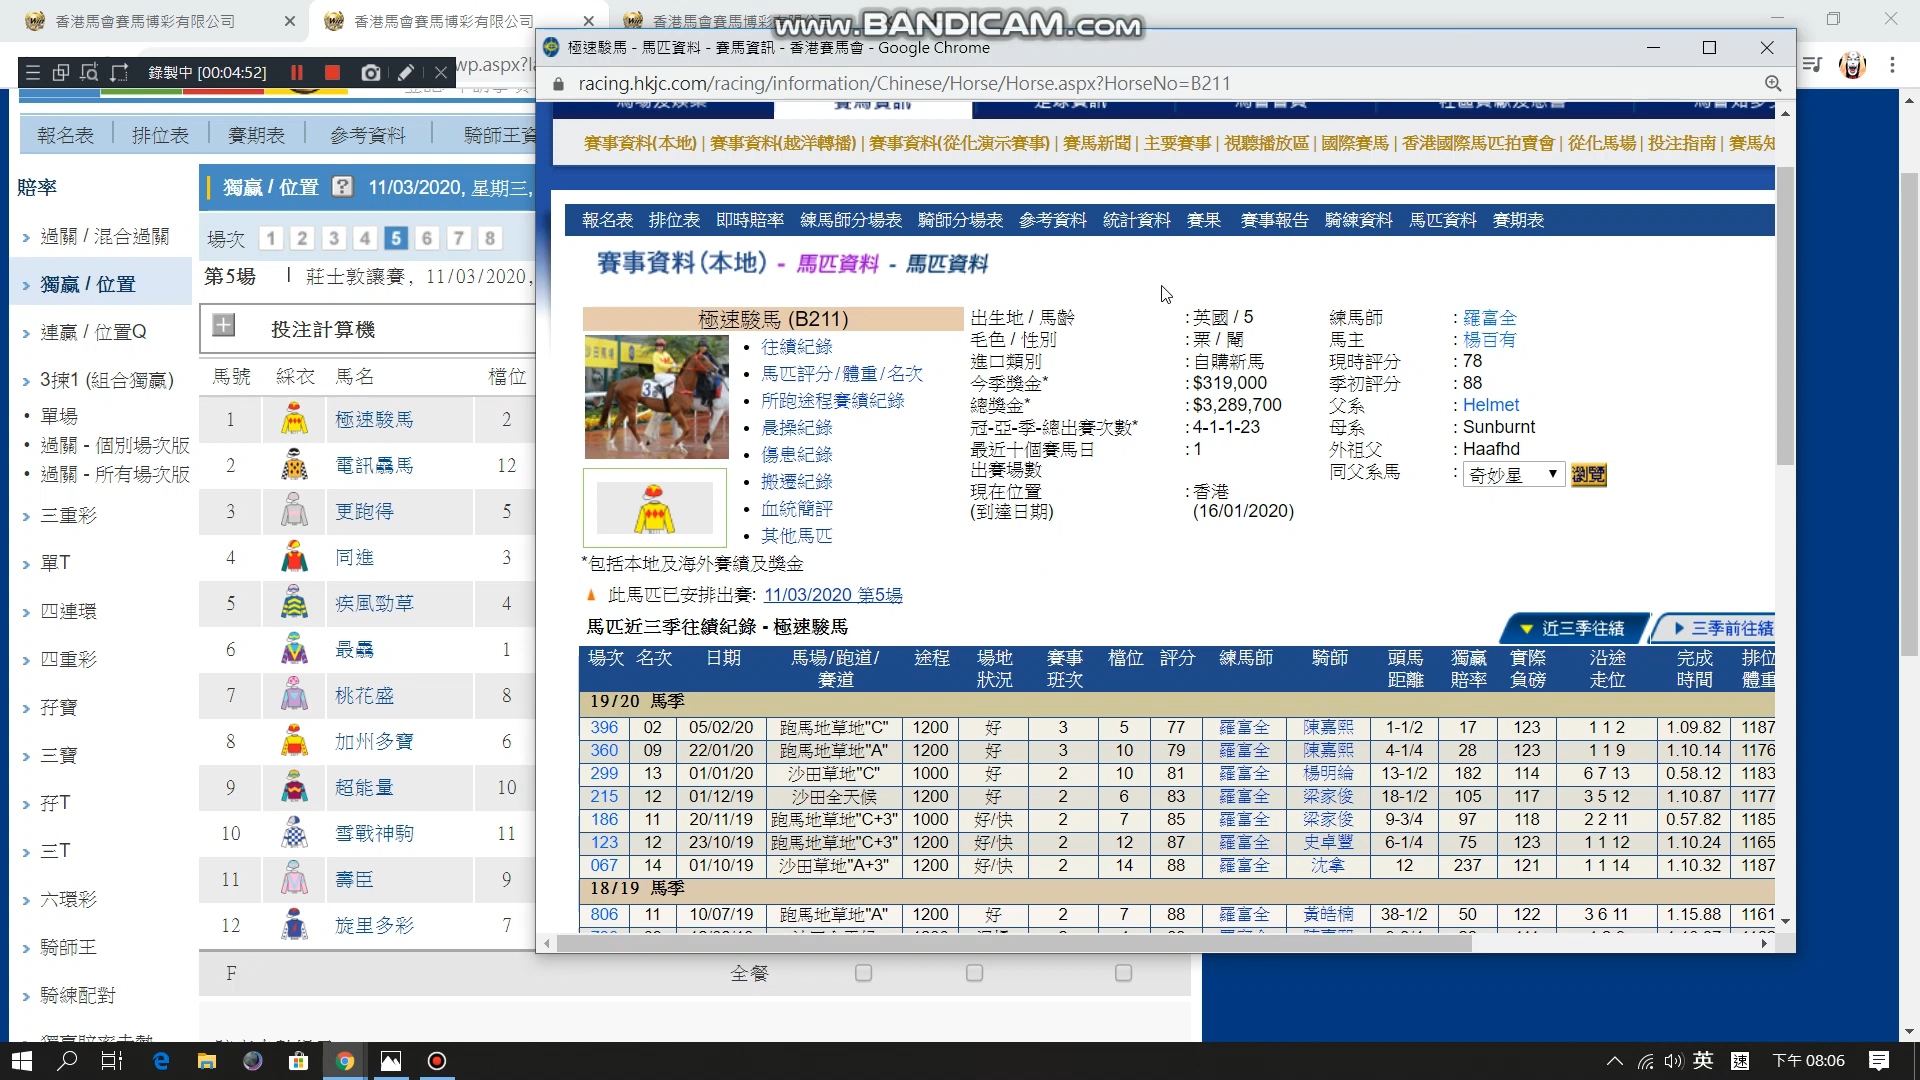 香港馬會賽馬博彩有限公司
香港馬會賽馬博彩有限公司
香港馬會賽馬博彩有限公司
www.BANDICAM.com
極速駿馬 - 馬匹資料 - 賽馬資訊 - 香港賽馬會 - Google Chrome
錄製中 [00:04:52]
racing.hkjc.com/racing/information/Chinese/Horse/Horse.aspx?HorseNo=B211
報名表 排位表 賽期表 參考資料 騎師王資
賽事資料(本地) | 賽事資料(越洋轉播) | 賽事資料(從化演示賽事) | 賽馬新聞 | 主要賽事 | 視聽播放區 | 國際賽馬 | 香港國際馬匹拍賣會 | 從化馬場 | 投注指南 | 賽馬知
報名表 排位表 即時賠率 練馬師分場表 騎師分場表 參考資料 統計資料 賽果 賽事報告 騎練資料 馬匹資料 賽期表
賽事資料(本地) - 馬匹資料 - 馬匹資料
賠率
過關 / 混合過關
獨贏 / 位置
連贏 / 位置Q
3揀1 (組合獨贏)
單場
過關 - 個別場次版
過關 - 所有場次版
三重彩
單T
四連環
四重彩
孖寶
三寶
孖T
三T
六環彩
騎師王
騎練配對
獨贏 / 位置 ? 11/03/2020, 星期三,
場次 1 2 3 4 5 6 7 8
第5場 | 莊士敦讓賽, 11/03/2020,
投注計算機
馬號 綵衣 馬名 檔位
1 極速駿馬 2
2 電訊驫馬 12
3 更跑得 5
4 同進 3
5 疾風勁草 4
6 最驫 1
7 桃花盛 8
8 加州多寶 6
9 超能量 10
10 雪戰神駒 11
11 壽臣 9
12 旋里多彩 7
F 全餐
極速駿馬 (B211)
往績紀錄
馬匹評分/體重/名次
所跑途程賽績紀錄
晨操紀錄
傷患紀錄
搬遷紀錄
血統簡評
其他馬匹
出生地 / 馬齡 : 英國 / 5
毛色 / 性別 : 栗 / 閹
進口類別 : 自購新馬
今季獎金* : $319,000
總獎金* : $3,289,700
冠-亞-季-總出賽次數* : 4-1-1-23
最近十個賽馬日 : 1
出賽場數
現在位置 : 香港
(到達日期) (16/01/2020)
練馬師 : 羅富全
馬主 : 楊百有
現時評分 : 78
季初評分 : 88
父系 : Helmet
母系 : Sunburnt
外祖父 : Haafhd
同父系馬 : 奇妙星 瀏覽
*包括本地及海外賽績及獎金
此馬匹已安排出賽: 11/03/2020 第5場
馬匹近三季往績紀錄 - 極速駿馬
近三季往績 三季前往績
場次 名次 日期 馬場/跑道/賽道 途程 場地狀況 賽事班次 檔位 評分 練馬師 騎師 頭馬距離 獨贏賠率 實際負磅 沿途走位 完成時間 排位體重
19/20 馬季
396 02 05/02/20 跑馬地草地"C" 1200 好 3 5 77 羅富全 陳嘉熙 1-1/2 17 123 1 1 2 1.09.82 1187
360 09 22/01/20 跑馬地草地"A" 1200 好 3 10 79 羅富全 陳嘉熙 4-1/4 28 123 1 1 9 1.10.14 1176
299 13 01/01/20 沙田草地"C" 1000 好 2 10 81 羅富全 楊明綸 13-1/2 182 114 6 7 13 0.58.12 1183
215 12 01/12/19 沙田全天候 1200 好 2 6 83 羅富全 梁家俊 18-1/2 105 117 3 5 12 1.10.87 1177
186 11 20/11/19 跑馬地草地"C+3" 1000 好/快 2 7 85 羅富全 梁家俊 9-3/4 97 118 2 2 11 0.57.82 1185
123 12 23/10/19 跑馬地草地"C+3" 1200 好/快 2 12 87 羅富全 史卓豐 6-1/4 75 123 1 1 12 1.10.24 1165
067 14 01/10/19 沙田草地"A+3" 1200 好/快 2 14 88 羅富全 沈拿 12 237 121 1 1 14 1.10.32 1187
18/19 馬季
806 11 10/07/19 跑馬地草地"A" 1200 好 2 7 88 羅富全 黃皓楠 38-1/2 50 122 3 6 11 1.15.88 1161
英 速 下午 08:06